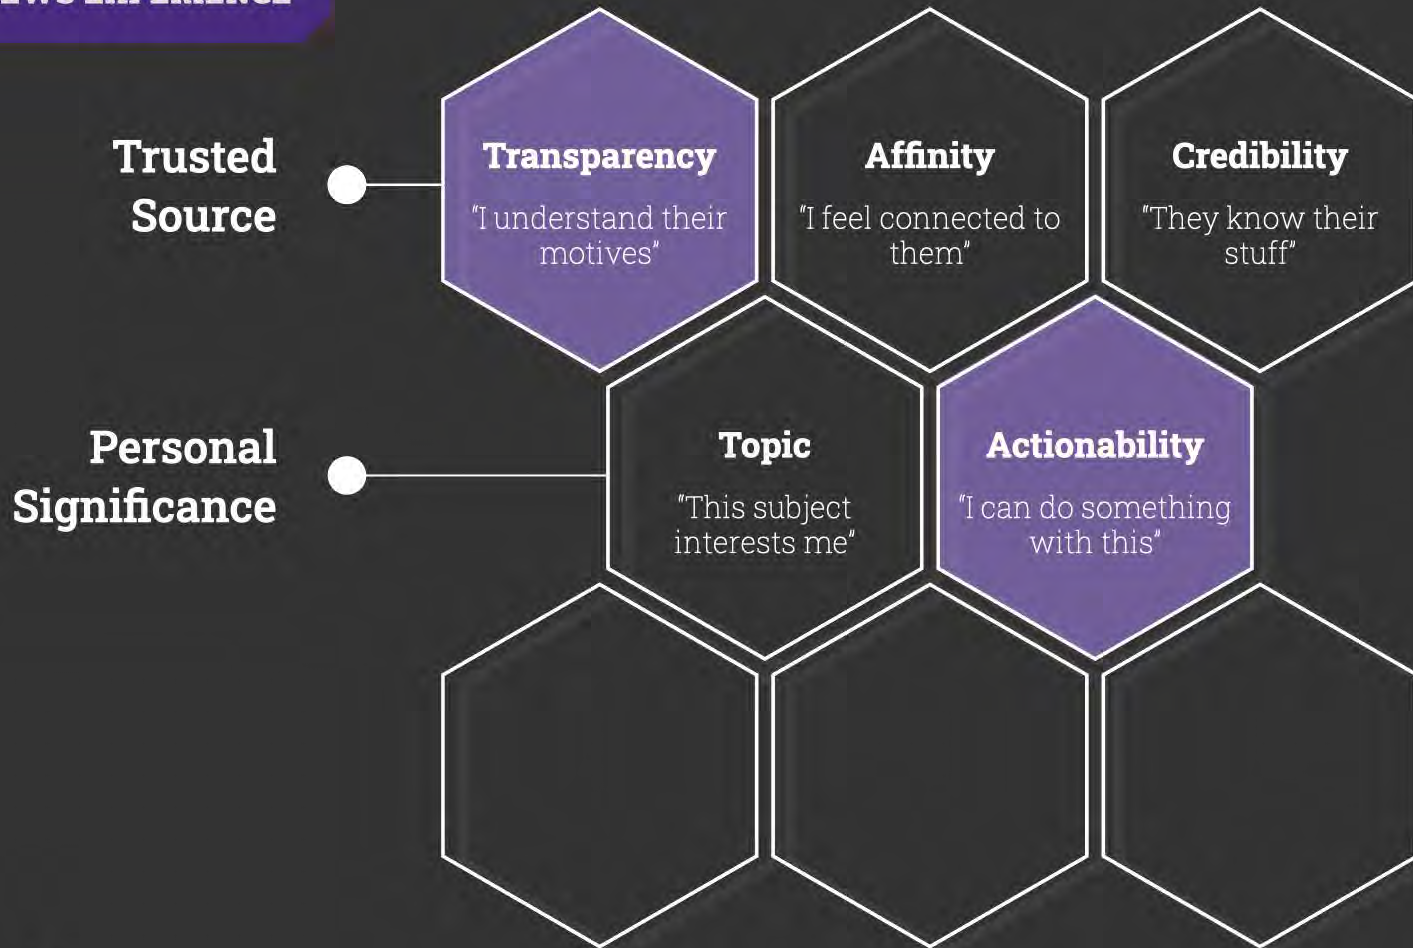 Trusted
Source
Transparency
"I understand their
motives"
Affinity
"I feel connected to
them"
Credibility
"They know their
stuff"
Personal
Significance
Topic
"This subject
interests me"
Actionability
"I can do something
with this"